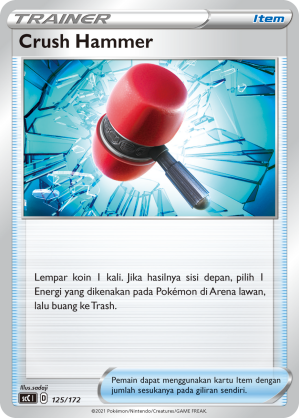 TRAINER Item
Crush Hammer
Lempar koin 1 kali. Jika hasilnya sisi depan, pilih 1
Energi yang dikenakan pada Pokémon di Arena lawan,
lalu buang ke Trash.
Illus.sadaji
sc1 I D 125/172
Pemain dapat menggunakan kartu Item dengan
jumlah sesukanya pada giliran sendiri.
©2021 Pokémon/Nintendo/Creatures/GAME FREAK.